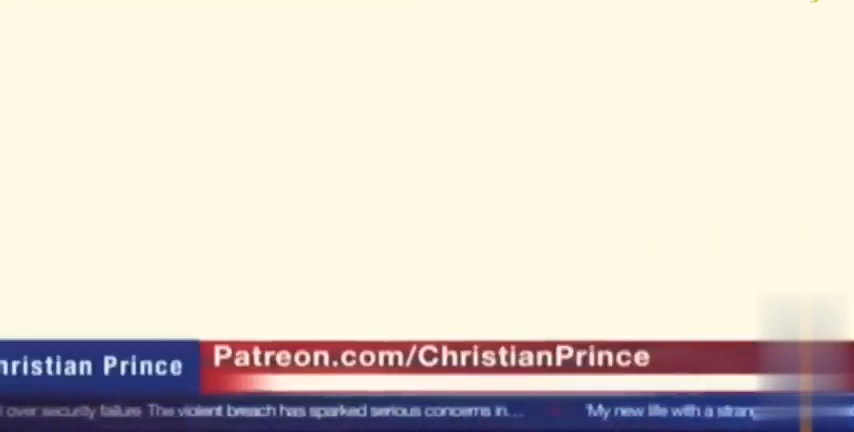 hristian Prince
Patreon.com/ChristianPrince
over security failure The violent breach has sparked serious concerns in... 'My new life with a